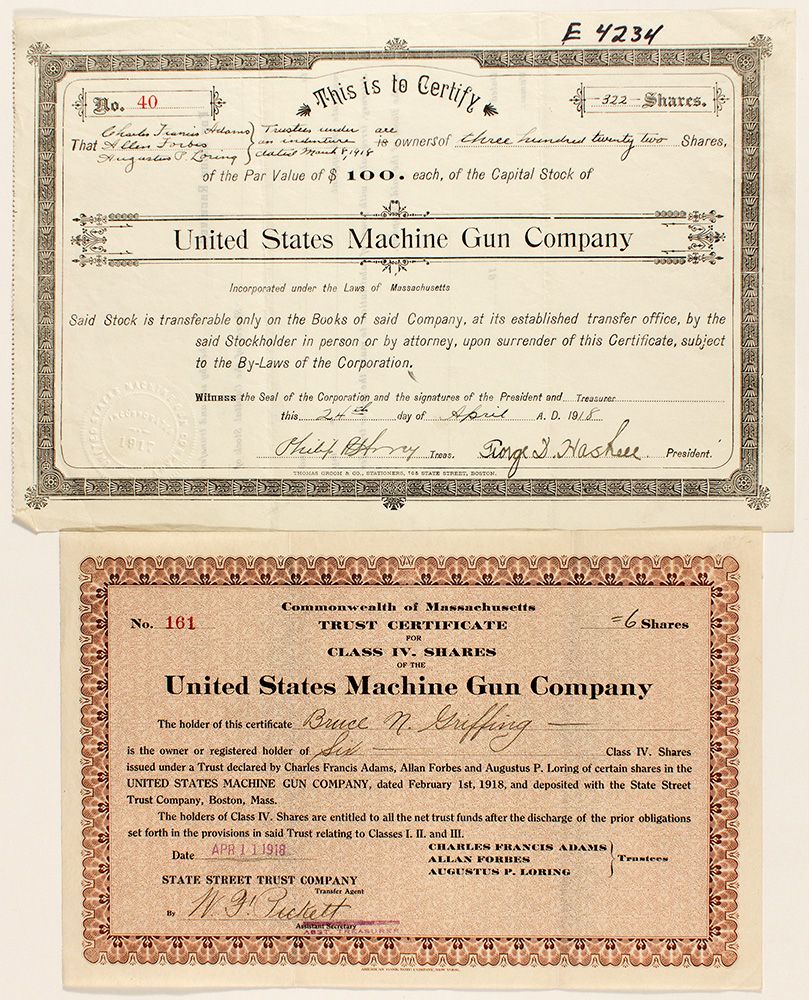 E 4234
No. 40
This is to Certify
322 Shares.
That Charles Francis Adams
Allan Forbes
Augustus P. Loring
Trustees under
an indenture
dated March 8, 1918
are
is owners of three hundred twenty two Shares,
of the Par Value of $ 100. each, of the Capital Stock of
United States Machine Gun Company
Incorporated under the Laws of Massachusetts
Said Stock is transferable only on the Books of said Company, at its established transfer office, by the
said Stockholder in person or by attorney, upon surrender of this Certificate, subject
to the By-Laws of the Corporation.
Witness the Seal of the Corporation and the signatures of the President and Treasurer
this 24th day of April A. D. 1918
INCORPORATED
1917
Philip Treas. George D. Haskell President.
THOMAS GROOM & CO., STATIONERS, 105 STATE STREET, BOSTON.
Commonwealth of Massachusetts
No. 161
TRUST CERTIFICATE
=6 Shares
FOR
CLASS IV. SHARES
OF THE
United States Machine Gun Company
The holder of this certificate Bruce N. Griffing
is the owner or registered holder of Six Class IV. Shares
issued under a Trust declared by Charles Francis Adams, Allan Forbes and Augustus P. Loring of certain shares in the
UNITED STATES MACHINE GUN COMPANY, dated February 1st, 1918, and deposited with the State Street
Trust Company, Boston, Mass.
The holders of Class IV. Shares are entitled to all the net trust funds after the discharge of the prior obligations
set forth in the provisions in said Trust relating to Classes I. II. and III.
Date APR 11 1918
CHARLES FRANCIS ADAMS
ALLAN FORBES
AUGUSTUS P. LORING
Trustees
STATE STREET TRUST COMPANY
Transfer Agent
By W. F. Pickett
Assistant Secretary
ASST. TREASURER
AMERICAN BANK NOTE COMPANY, NEW YORK.